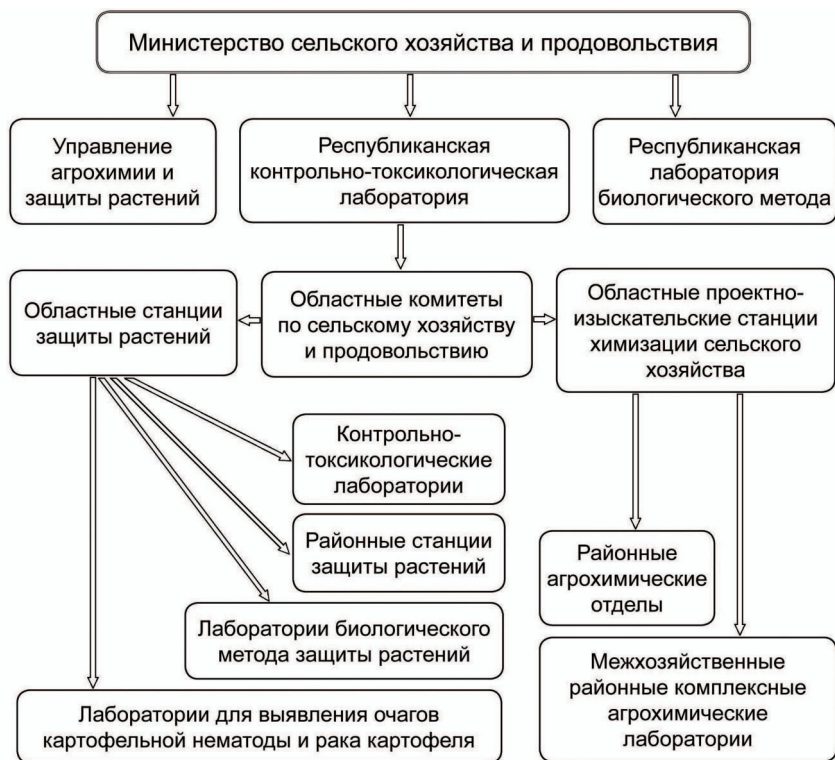 Министерство сельского хозяйства и продовольствия
Управление
агрохимии и
защиты растений
Республиканская
контрольно-токсикологическая
лаборатория
Республиканская
лаборатория
биологического метода
Областные станции
защиты растений
Областные комитеты
по сельскому хозяйству
и продовольствию
Областные проектно-
изыскательские станции
химизации сельского
хозяйства
Контрольно-
токсикологические
лаборатории
Районные станции
защиты растений
Лаборатории биологического
метода защиты растений
Лаборатории для выявления очагов
картофельной нематоды и рака картофеля
Районные
агрохимические
отделы
Межхозяйственные
районные комплексные
агрохимические
лаборатории